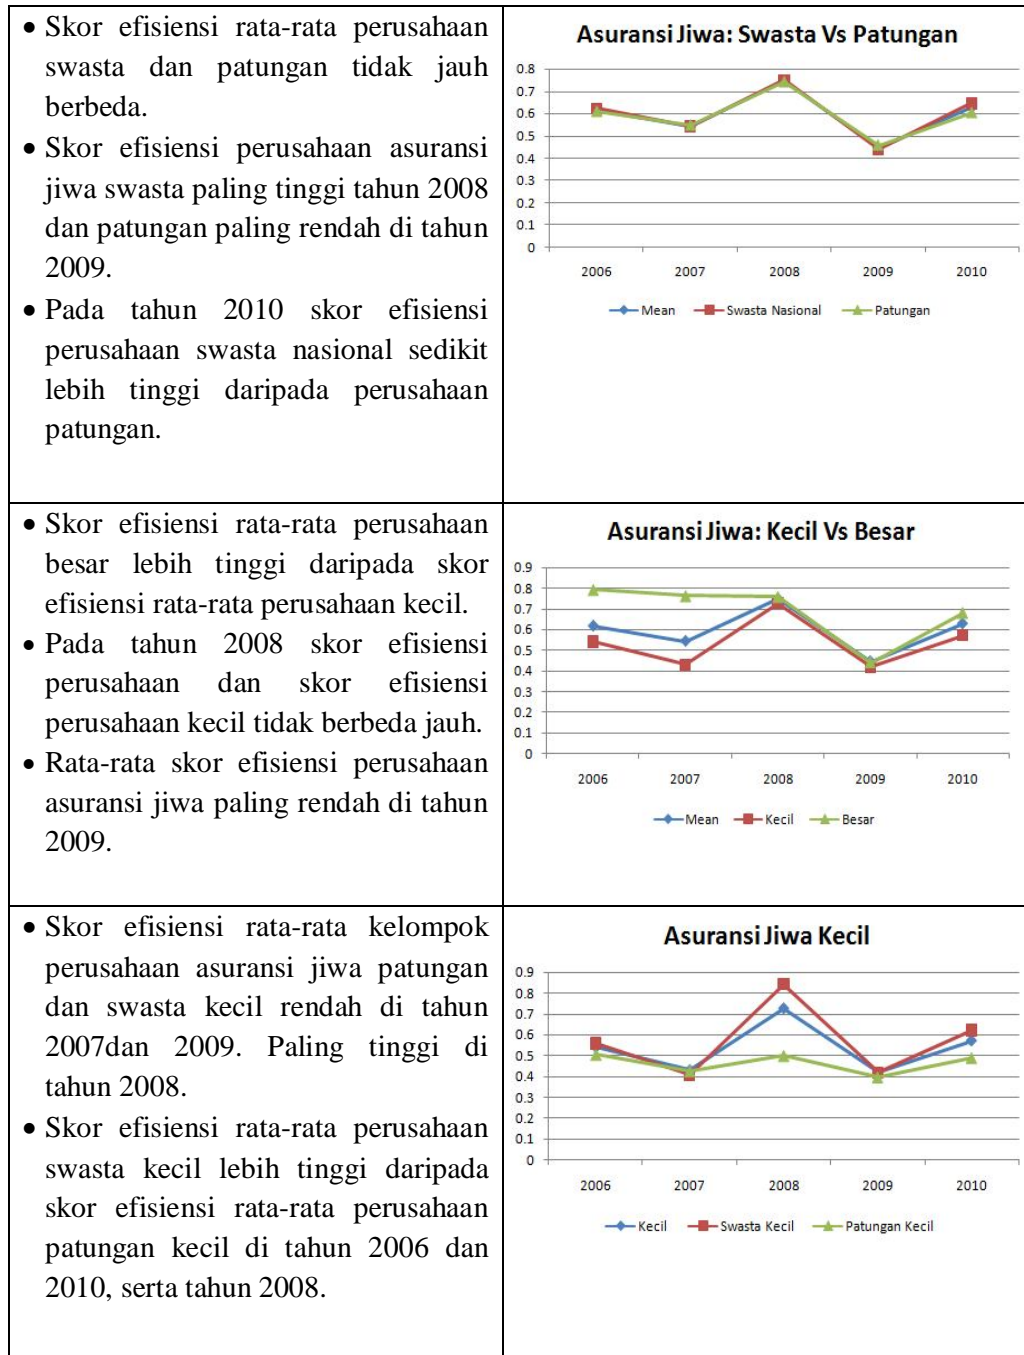 • Skor efisiensi rata-rata perusahaan
swasta dan patungan tidak jauh
berbeda.
• Skor efisiensi perusahaan asuransi
jiwa swasta paling tinggi tahun 2008
dan patungan paling rendah di tahun
2009.
• Pada tahun 2010 skor efisiensi
perusahaan swasta nasional sedikit
lebih tinggi daripada perusahaan
patungan.
Asuransi Jiwa: Swasta Vs Patungan
0.8
0.7
0.6
0.5
0.4
0.3
0.2
0.1
0
2006 2007 2008 2009 2010
Mean Swasta Nasional Patungan
• Skor efisiensi rata-rata perusahaan
besar lebih tinggi daripada skor
efisiensi rata-rata perusahaan kecil.
• Pada tahun 2008 skor efisiensi
perusahaan dan skor efisiensi
perusahaan kecil tidak berbeda jauh.
• Rata-rata skor efisiensi perusahaan
asuransi jiwa paling rendah di tahun
2009.
Asuransi Jiwa: Kecil Vs Besar
0.9
0.8
0.7
0.6
0.5
0.4
0.3
0.2
0.1
0
2006 2007 2008 2009 2010
Mean Kecil Besar
• Skor efisiensi rata-rata kelompok
perusahaan asuransi jiwa patungan
dan swasta kecil rendah di tahun
2007dan 2009. Paling tinggi di
tahun 2008.
• Skor efisiensi rata-rata perusahaan
swasta kecil lebih tinggi daripada
skor efisiensi rata-rata perusahaan
patungan kecil di tahun 2006 dan
2010, serta tahun 2008.
Asuransi Jiwa Kecil
0.9
0.8
0.7
0.6
0.5
0.4
0.3
0.2
0.1
0
2006 2007 2008 2009 2010
Kecil Swasta Kecil Patungan Kecil